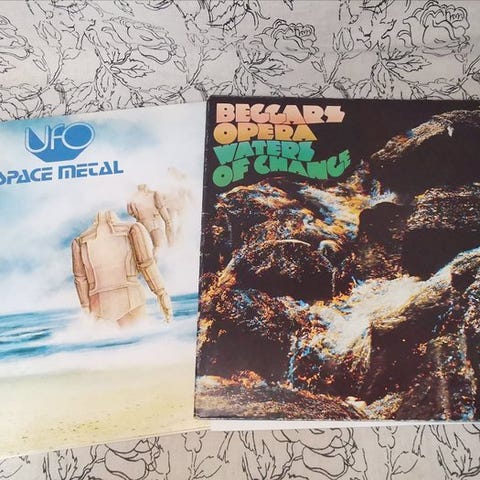 UFO
SPACE METAL
BEGGARS
OPERA
WATERS
OF CHANGE